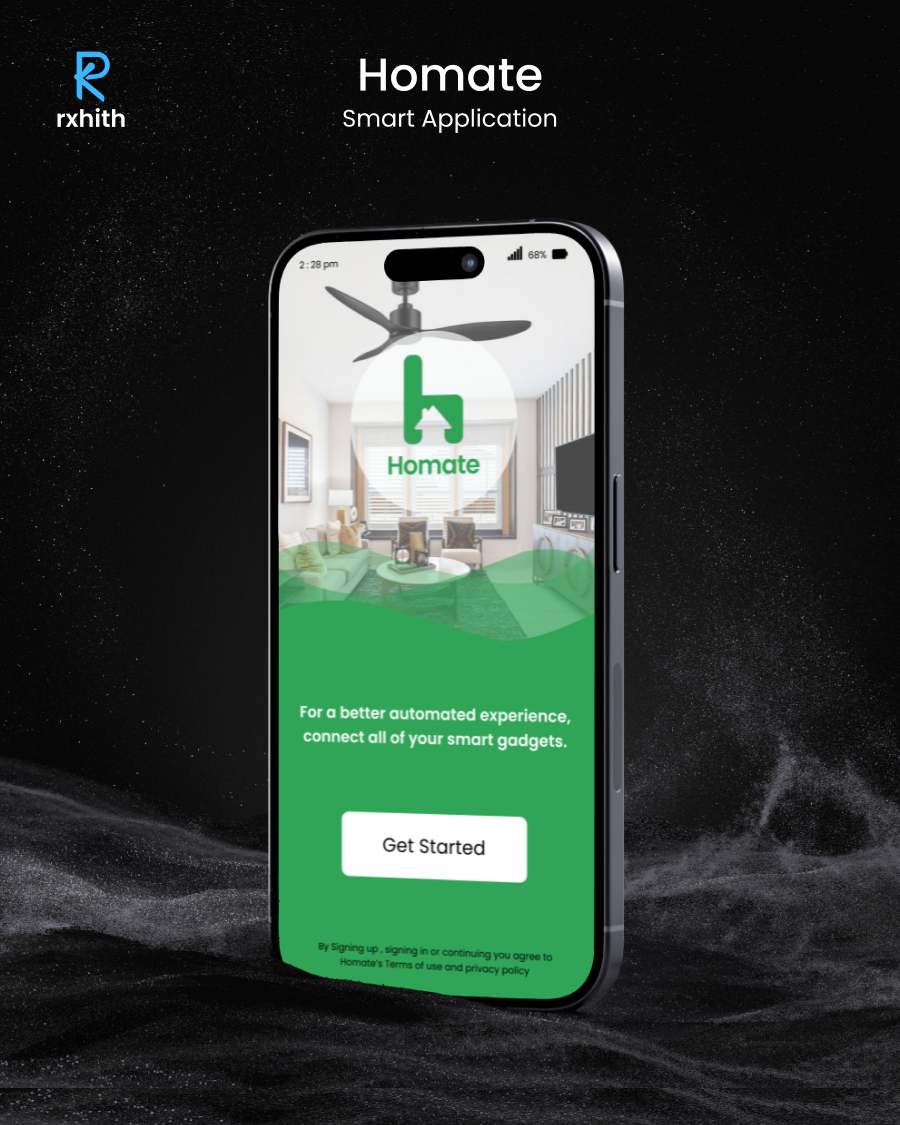 rxhith
Homate
Smart Application
2:28 pm
68%
Homate
For a better automated experience,
connect all of your smart gadgets.
Get Started
By Signing up , signing in or continuing you agree to
Homate's Terms of use and privacy policy